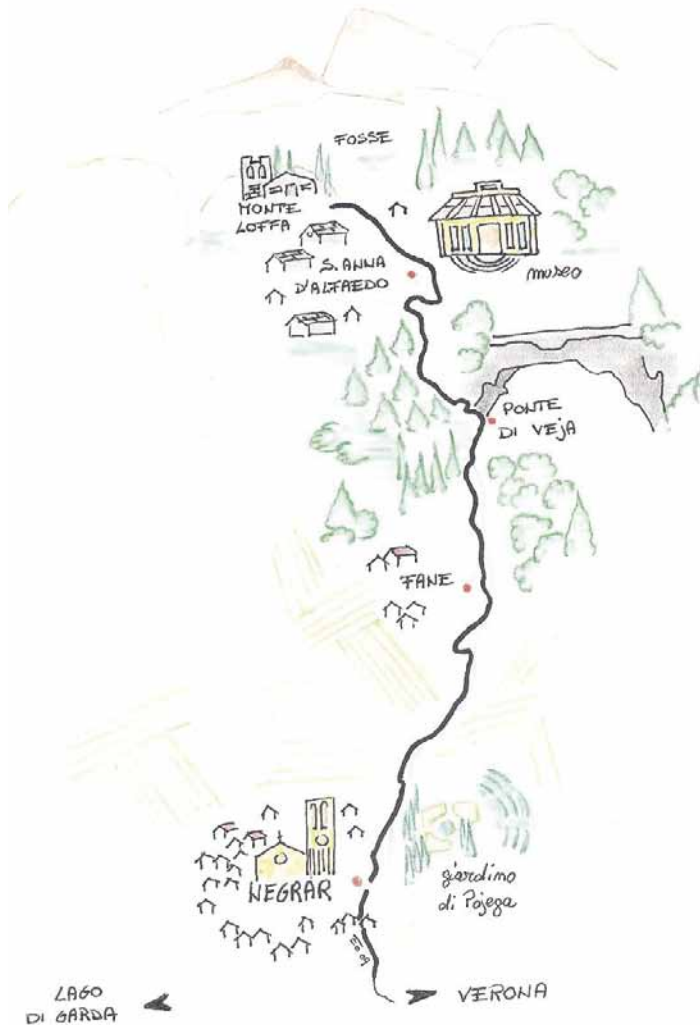 FOSSE
MONTE
LOFFA
S. ANNA
D'ALFAEDO
museo
PONTE
DI VEJA
FANE
NEGRAR
giardino
di Pojega
LAGO
DI GARDA
VERONA